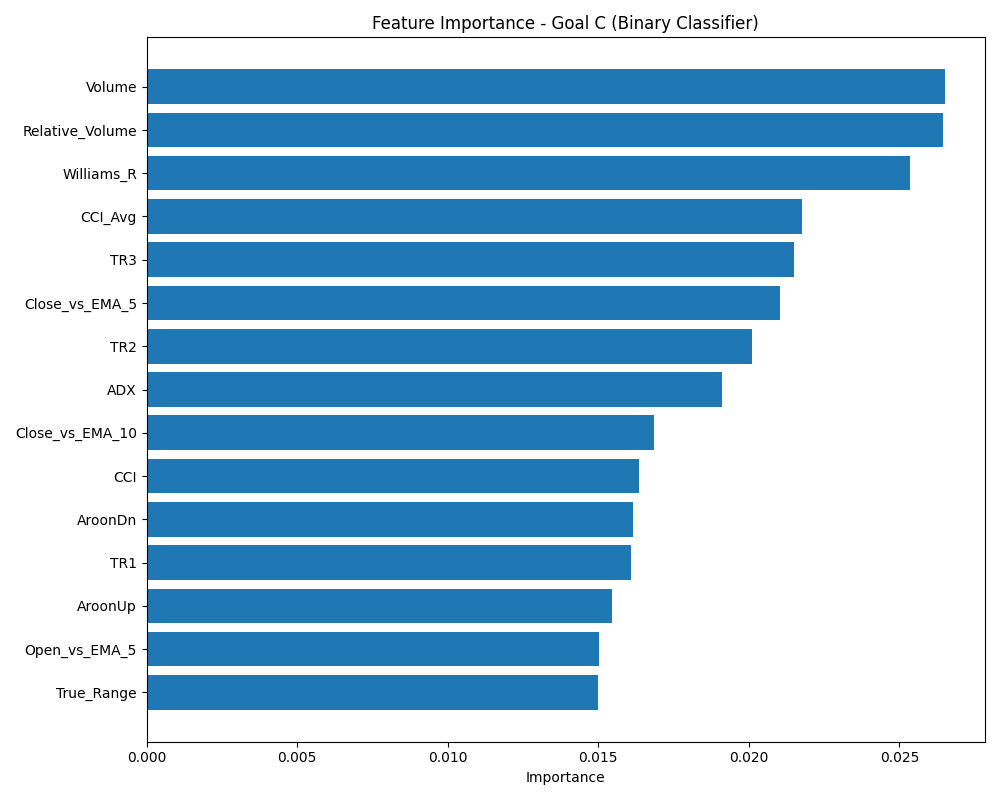 Feature Importance - Goal C (Binary Classifier)
Volume
Relative_Volume
Williams_R
CCI_Avg
TR3
Close_vs_EMA_5
TR2
ADX
Close_vs_EMA_10
CCI
AroonDn
TR1
AroonUp
Open_vs_EMA_5
True_Range
0.000 0.005 0.010 0.015 0.020 0.025
Importance